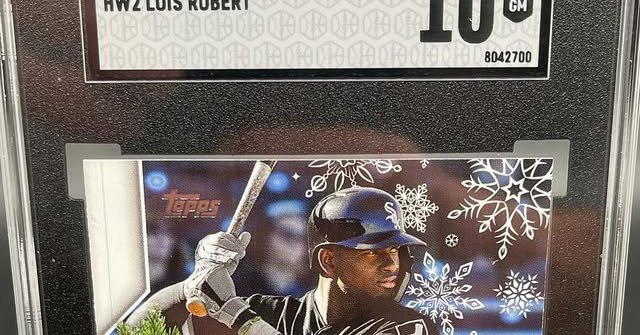 HW2 LUIS ROBERT
10
GM
8042700
Topps